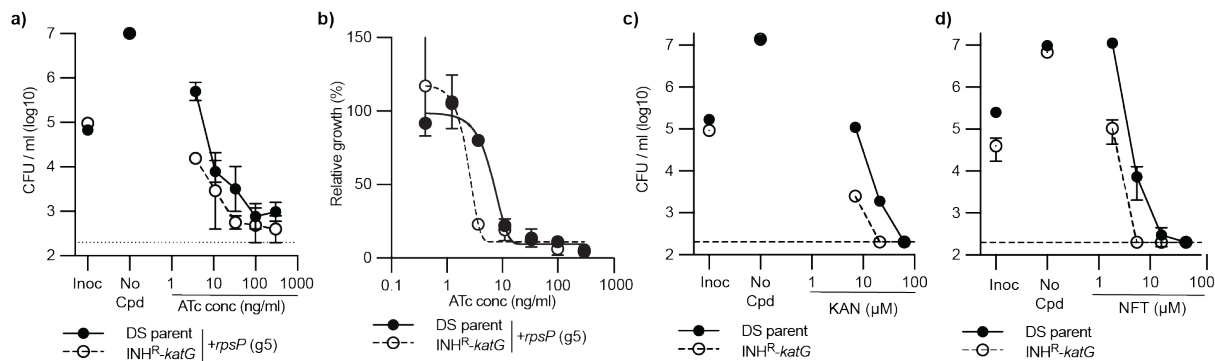 a)
CFU / ml (log10)
7
6
5
4
3
2
Inoc
No
Cpd
1
10
100
1000
ATc conc (ng/ml)
DS parent
INHR-katG
+rpsP (g5)
b)
Relative growth (%)
150
100
50
0
0.1
1
10
100
1000
ATc conc (ng/ml)
DS parent
INHR-katG
+rpsP (g5)
c)
CFU / ml (log10)
7
6
5
4
3
2
Inoc
No
Cpd
1
10
100
KAN (µM)
DS parent
INHR-katG
d)
CFU / ml (log10)
7
6
5
4
3
2
Inoc
No
Cpd
1
10
100
NFT (µM)
DS parent
INHR-katG